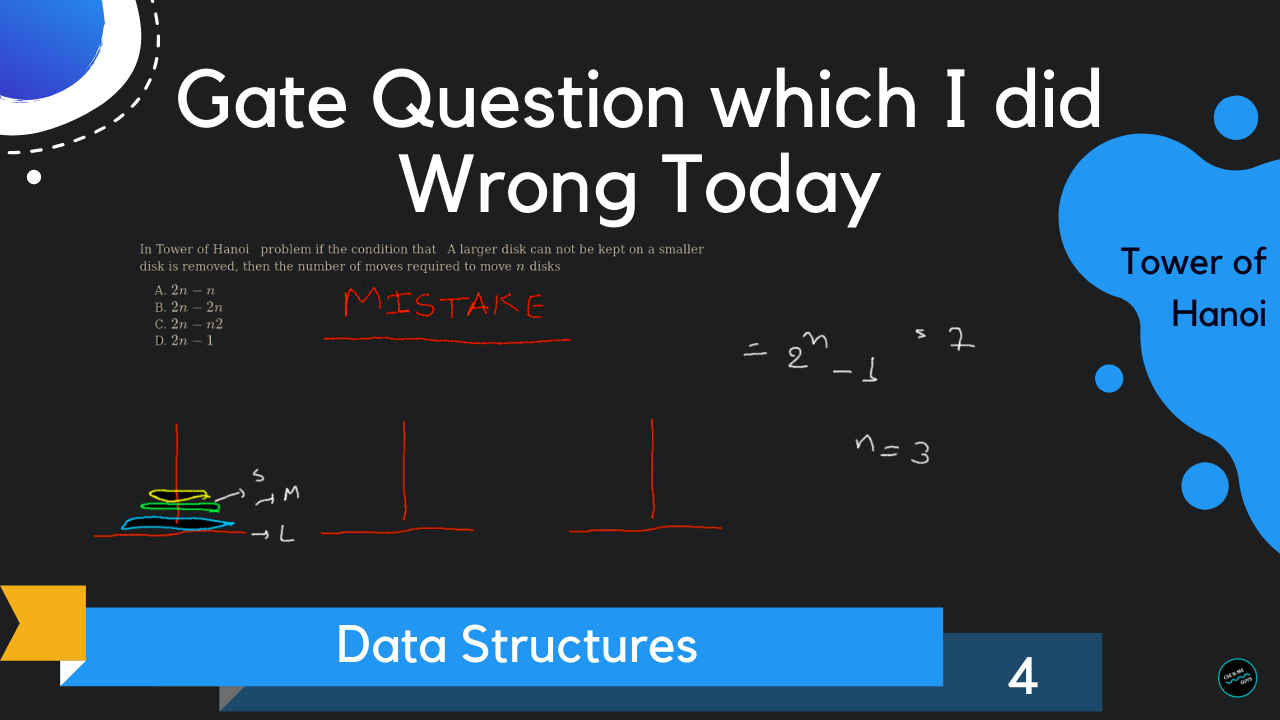 Gate Question which I did
Wrong Today
In Tower of Hanoi problem if the condition that A larger disk can not be kept on a smaller
disk is removed, then the number of moves required to move n disks
A. 2n − n
B. 2n − 2n
C. 2n − n2
D. 2n − 1
MISTAKE
Tower of
Hanoi
= 2ⁿ - 1 = 7
n = 3
S
→ M
→ L
Data Structures
4